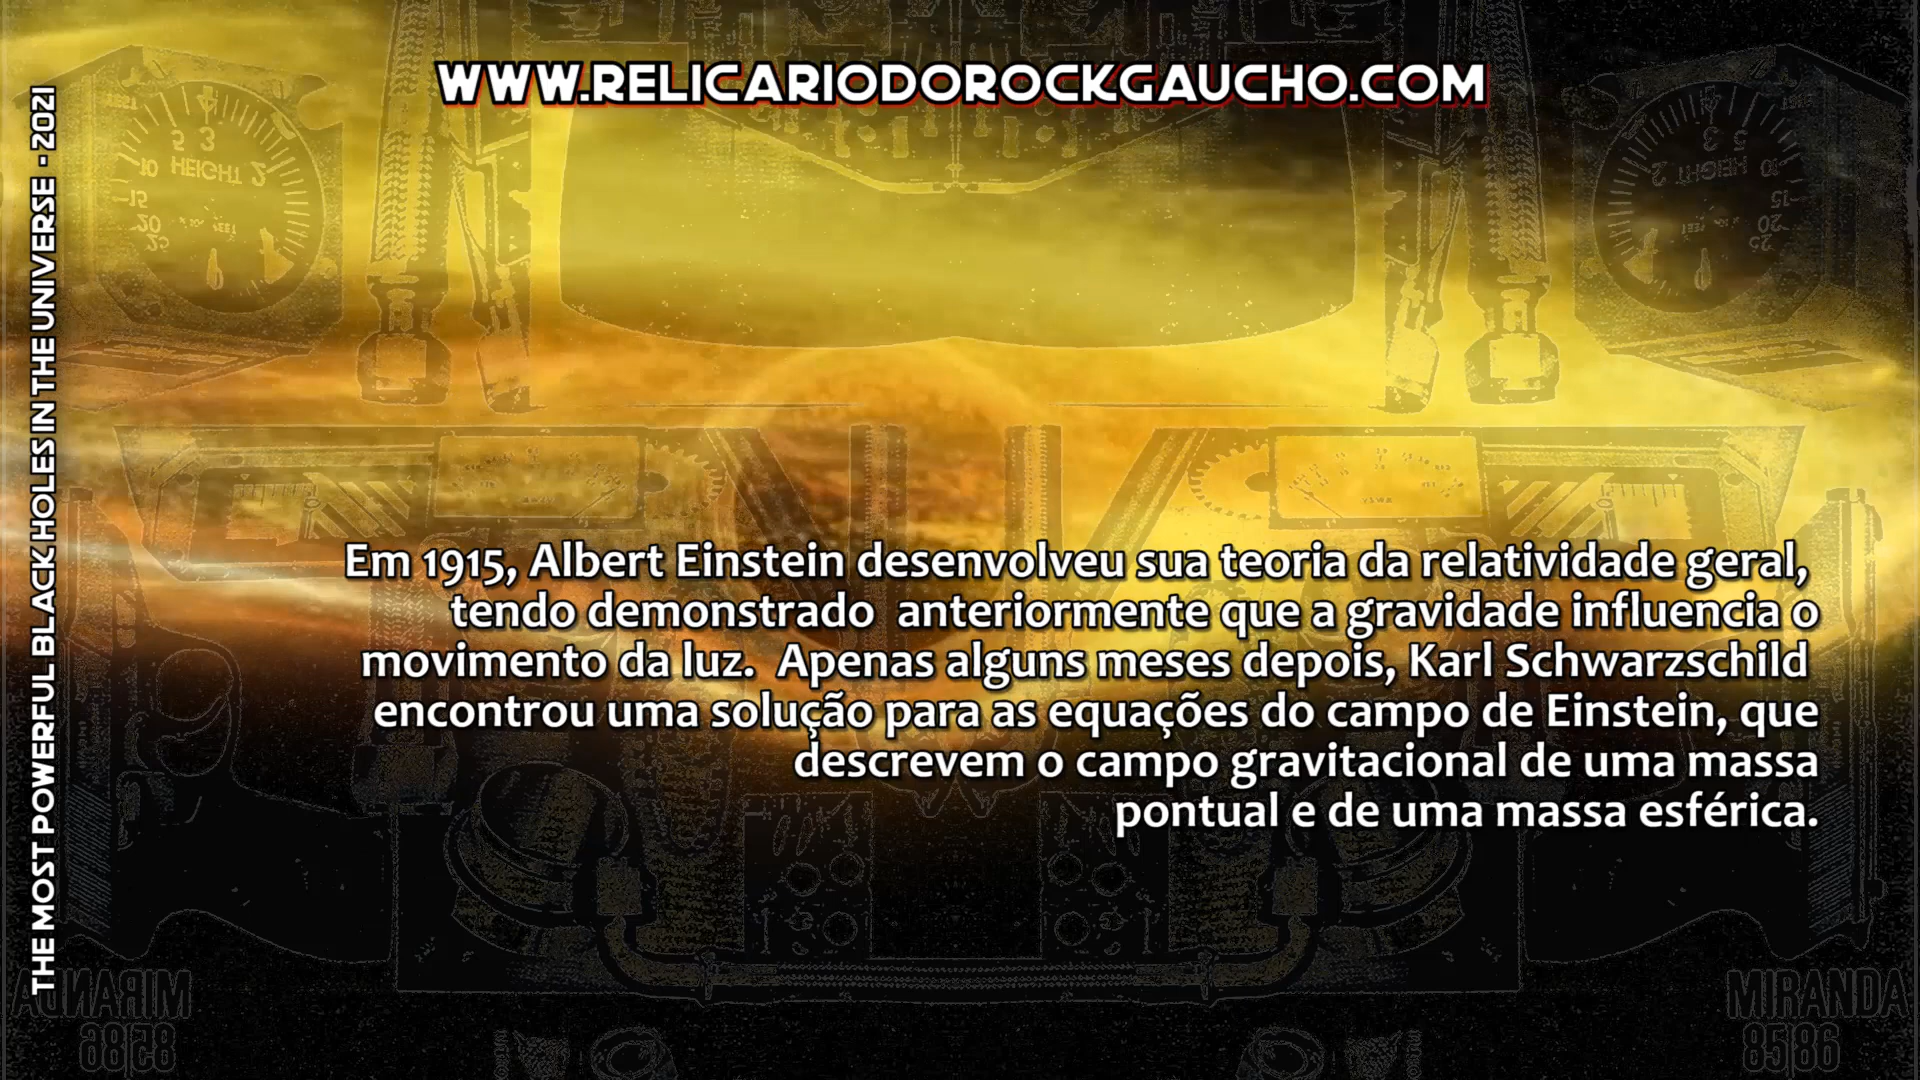 WWW.RELICARIODOROCKGAUCHO.COM
THE MOST POWERFUL BLACK HOLES IN THE UNIVERSE - 2021
Em 1915, Albert Einstein desenvolveu sua teoria da relatividade geral,
tendo demonstrado anteriormente que a gravidade influencia o
movimento da luz. Apenas alguns meses depois, Karl Schwarzschild
encontrou uma solução para as equações do campo de Einstein, que
descrevem o campo gravitacional de uma massa
pontual e de uma massa esférica.
HEIGHT
MIRANDA
85|86